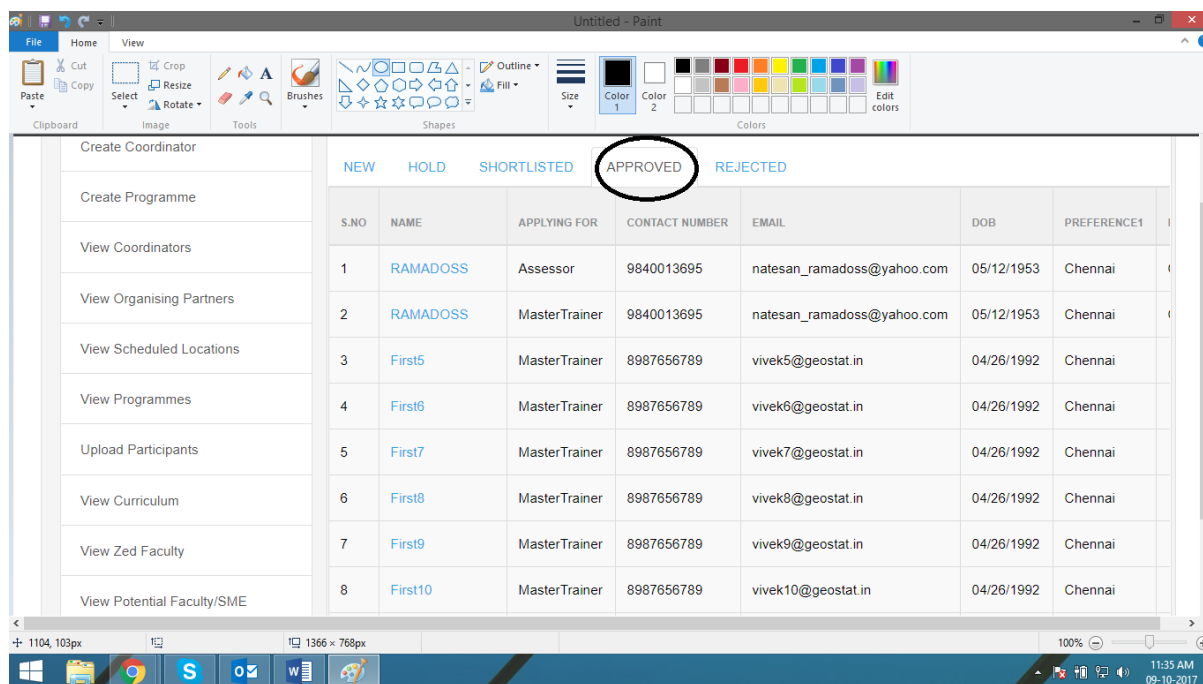 Untitled - Paint
File Home View
Paste
Cut
Copy
Clipboard
Select
Crop
Resize
Rotate
Image
A
Tools
Brushes
Outline
Fill
Shapes
Size
Color 1
Color 2
Edit colors
Colors
Create Coordinator
Create Programme
View Coordinators
View Organising Partners
View Scheduled Locations
View Programmes
Upload Participants
View Curriculum
View Zed Faculty
View Potential Faculty/SME
NEW HOLD SHORTLISTED APPROVED REJECTED
S.NO NAME APPLYING FOR CONTACT NUMBER EMAIL DOB PREFERENCE1
1 RAMADOSS Assessor 9840013695 natesan_ramadoss@yahoo.com 05/12/1953 Chennai
2 RAMADOSS MasterTrainer 9840013695 natesan_ramadoss@yahoo.com 05/12/1953 Chennai
3 First5 MasterTrainer 8987656789 vivek5@geostat.in 04/26/1992 Chennai
4 First6 MasterTrainer 8987656789 vivek6@geostat.in 04/26/1992 Chennai
5 First7 MasterTrainer 8987656789 vivek7@geostat.in 04/26/1992 Chennai
6 First8 MasterTrainer 8987656789 vivek8@geostat.in 04/26/1992 Chennai
7 First9 MasterTrainer 8987656789 vivek9@geostat.in 04/26/1992 Chennai
8 First10 MasterTrainer 8987656789 vivek10@geostat.in 04/26/1992 Chennai
1104, 103px 1366 × 768px 100%
11:35 AM
09-10-2017